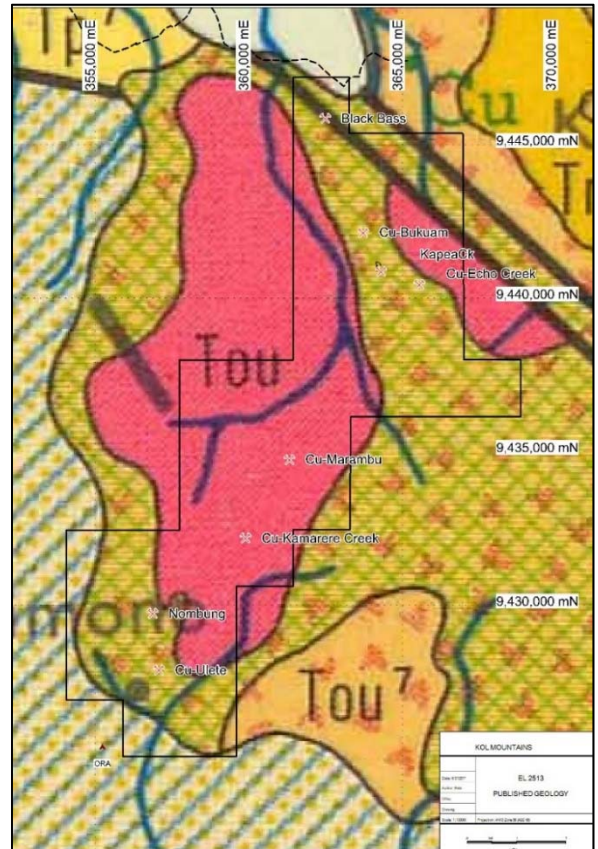 Tp
355,000 mE
360,000 mE
365,000 mE
370,000 mE
Cu
Black Bass
9,445,000 mN
Cu-Bukuam
KapeaCk
Cu-Echo Creek
9,440,000 mN
Tou
9,435,000 mN
Cu-Marambu
Cu-Kamarere Creek
9,430,000 mN
Nombung
Cu-Ulete
Tou 7
ORA
KOL MOUNTAINS
EL 2513
PUBLISHED GEOLOGY